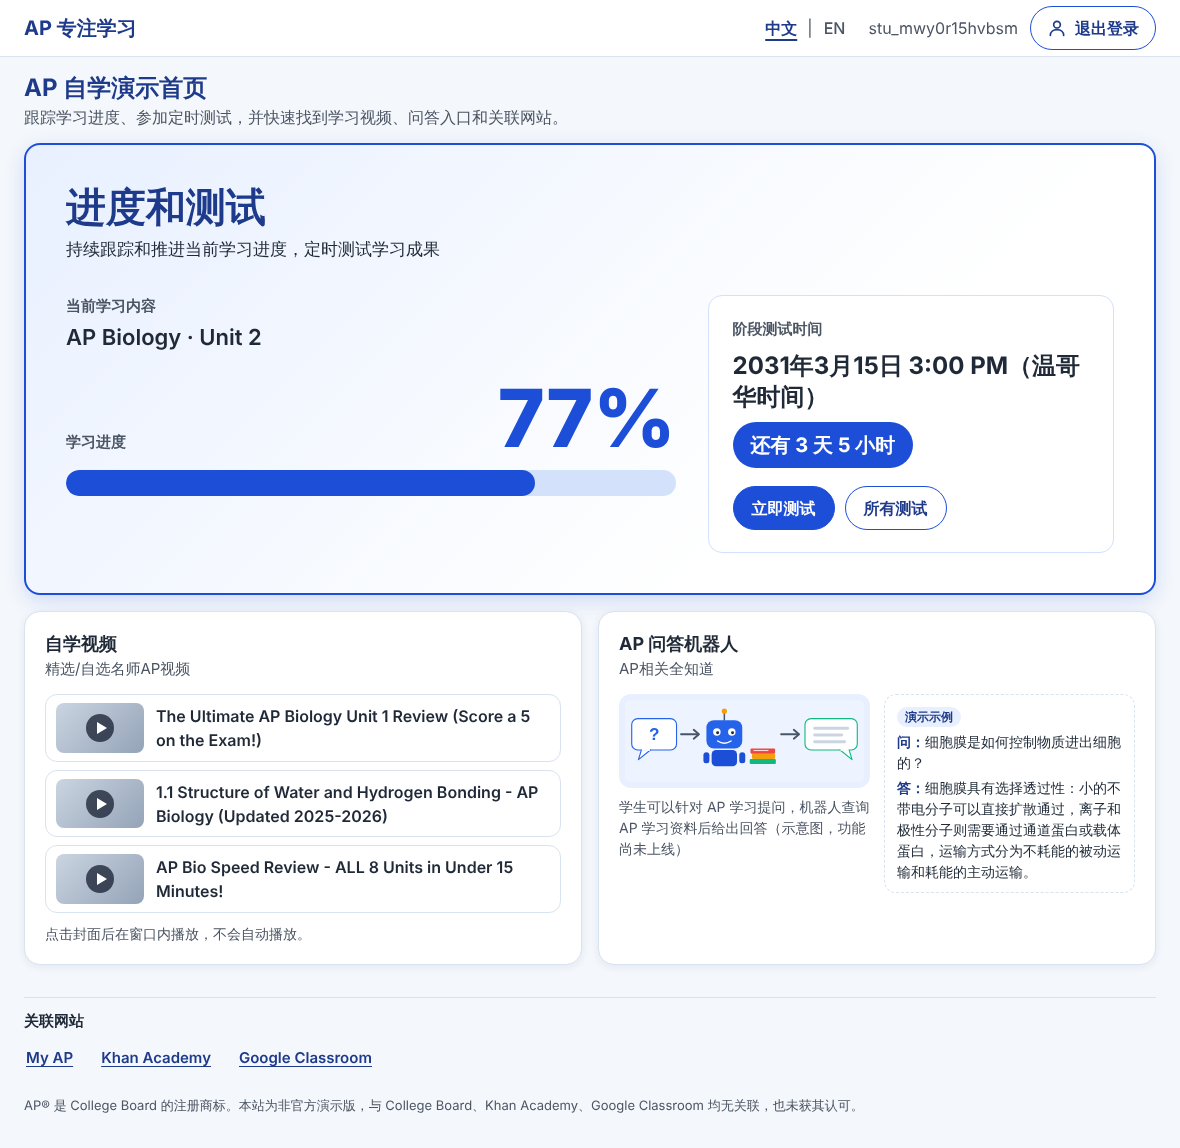 AP 专注学习
中文 | EN stu_mwy0r15hvbsm 退出登录
AP 自学演示首页
跟踪学习进度、参加定时测试，并快速找到学习视频、问答入口和关联网站。
进度和测试
持续跟踪和推进当前学习进度，定时测试学习成果
当前学习内容
AP Biology · Unit 2
学习进度
77%
阶段测试时间
2031年3月15日 3:00 PM（温哥
华时间）
还有 3 天 5 小时
立即测试 所有测试
自学视频
精选/自选名师AP视频
The Ultimate AP Biology Unit 1 Review (Score a 5
on the Exam!)
1.1 Structure of Water and Hydrogen Bonding - AP
Biology (Updated 2025-2026)
AP Bio Speed Review - ALL 8 Units in Under 15
Minutes!
点击封面后在窗口内播放，不会自动播放。
AP 问答机器人
AP相关全知道
?
学生可以针对 AP 学习提问，机器人查询
AP 学习资料后给出回答（示意图，功能
尚未上线）
演示示例
问：细胞膜是如何控制物质进出细胞
的？
答：细胞膜具有选择透过性：小的不
带电分子可以直接扩散通过，离子和
极性分子则需要通过通道蛋白或载体
蛋白，运输方式分为不耗能的被动运
输和耗能的主动运输。
关联网站
My AP Khan Academy Google Classroom
AP® 是 College Board 的注册商标。本站为非官方演示版，与 College Board、Khan Academy、Google Classroom 均无关联，也未获其认可。